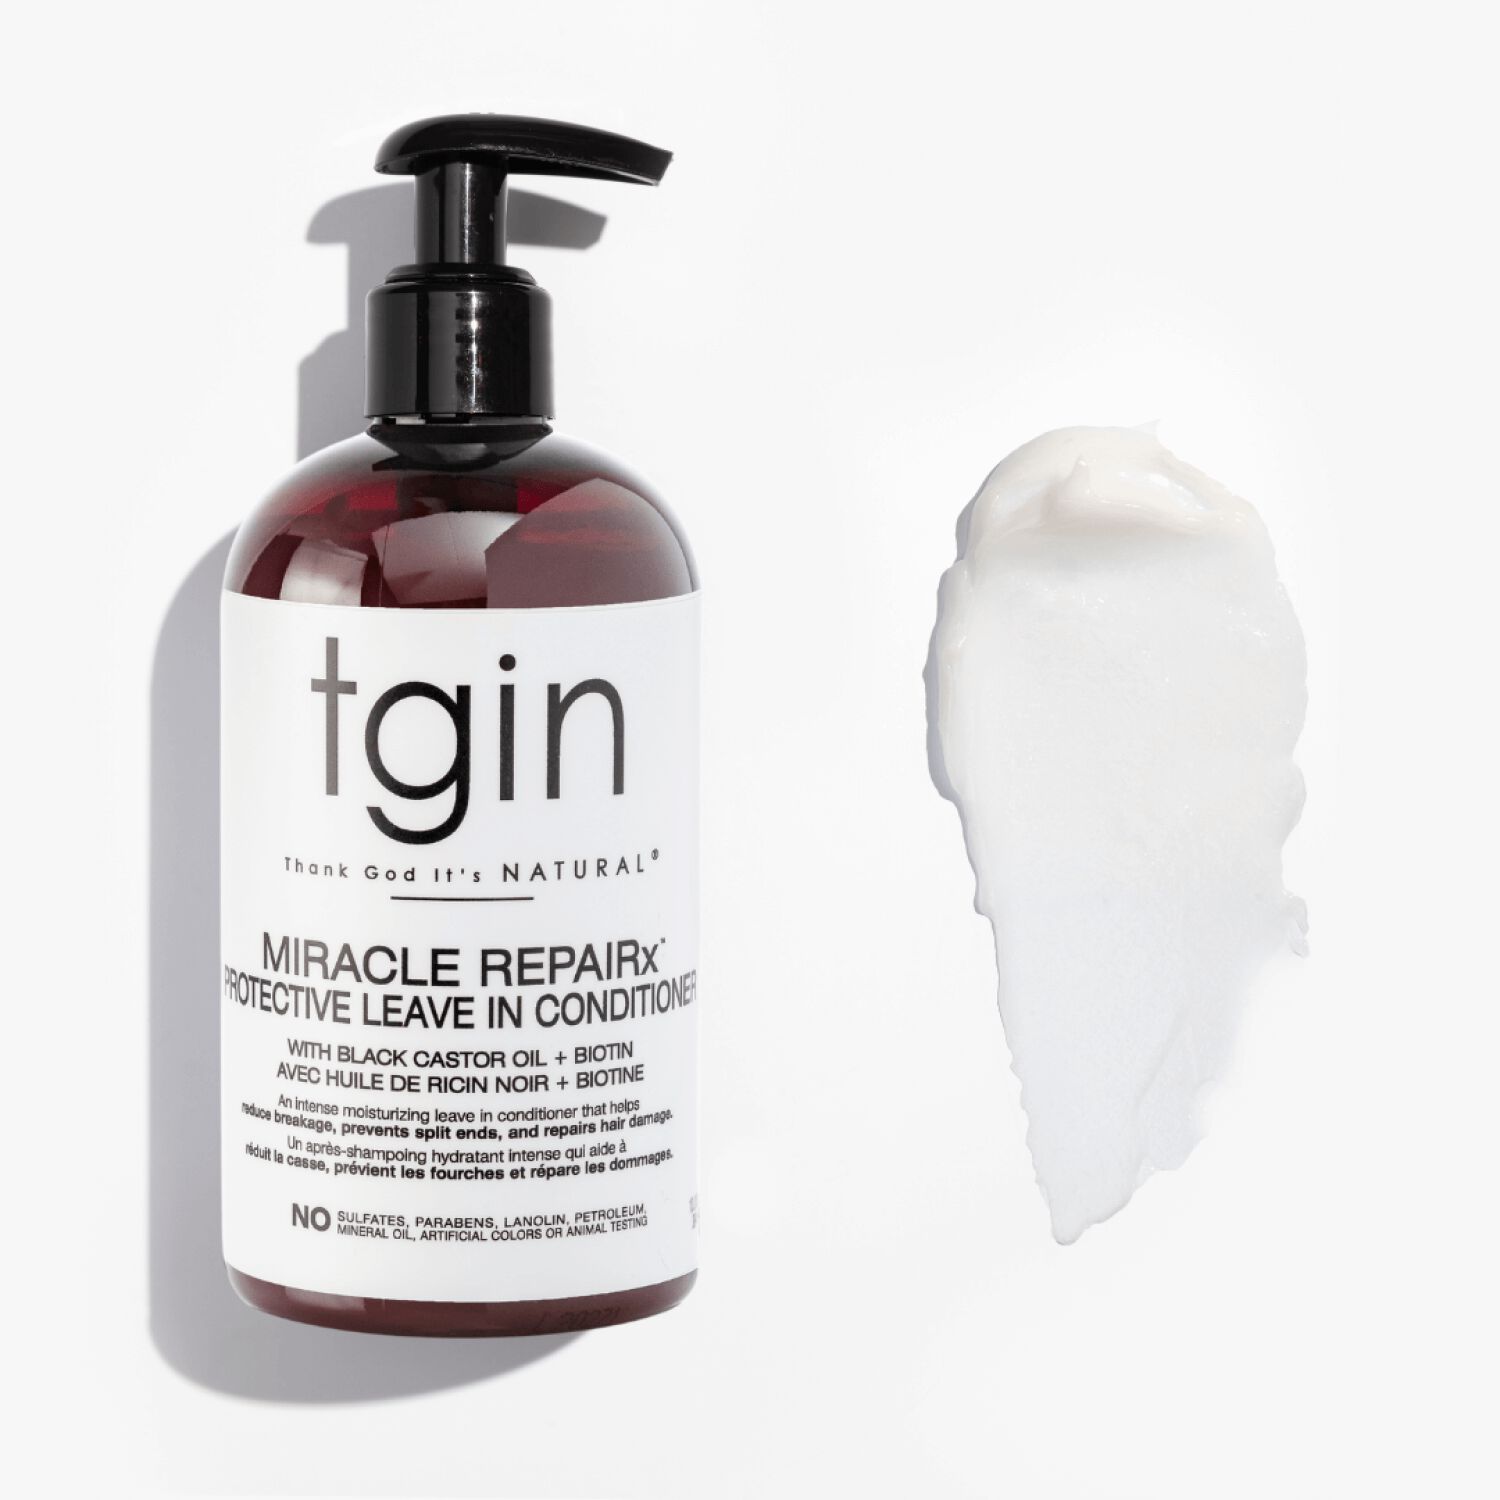 tgin
Thank God It's NATURAL®
MIRACLE REPAIRx™
PROTECTIVE LEAVE IN CONDITIONER
WITH BLACK CASTOR OIL + BIOTIN
AVEC HUILE DE RICIN NOIR + BIOTINE
An intense moisturizing leave in conditioner that helps
reduce breakage, prevents split ends, and repairs hair damage.
Un après-shampoing hydratant intense qui aide à
réduit la casse, prévient les fourches et répare les dommages.
NO SULFATES, PARABENS, LANOLIN, PETROLEUM,
MINERAL OIL, ARTIFICIAL COLORS OR ANIMAL TESTING